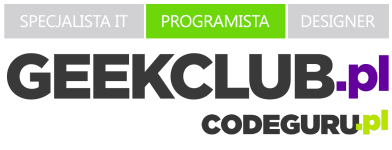 SPECJALISTA IT PROGRAMISTA DESIGNER
GEEKCLUB.pl
CODEGURU.pl